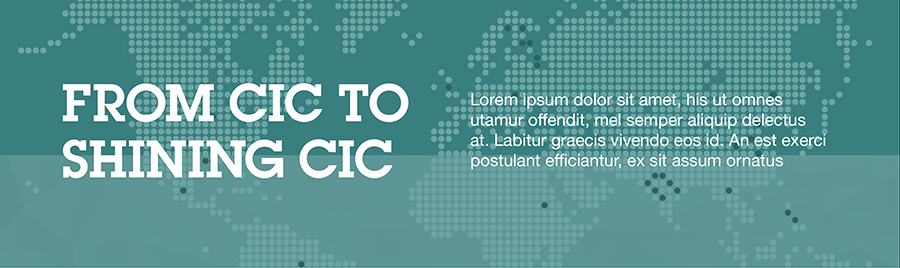 FROM CIC TO
SHINING CIC
Lorem ipsum dolor sit amet, his ut omnes
utamur offendit, mel semper aliquip delectus
at. Labitur graecis vivendo eos id. An est exerci
postulant efficiantur, ex sit assum ornatus